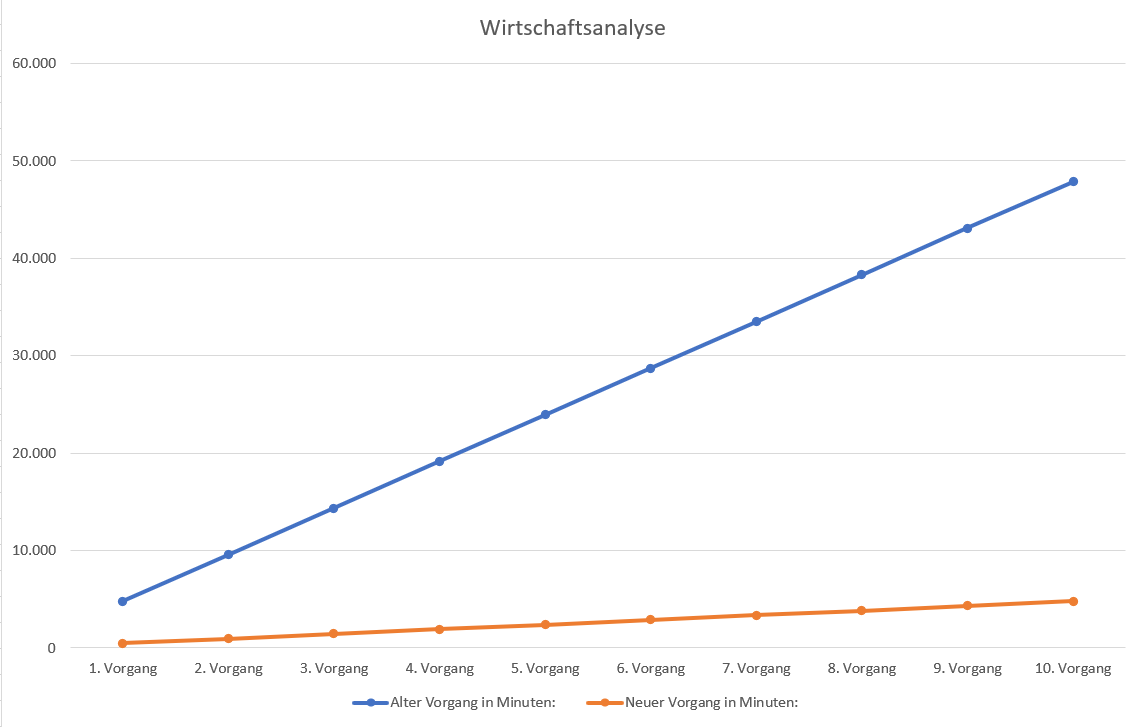 Wirtschaftsanalyse
60.000
50.000
40.000
30.000
20.000
10.000
0
1. Vorgang 2. Vorgang 3. Vorgang 4. Vorgang 5. Vorgang 6. Vorgang 7. Vorgang 8. Vorgang 9. Vorgang 10. Vorgang
Alter Vorgang in Minuten: Neuer Vorgang in Minuten: